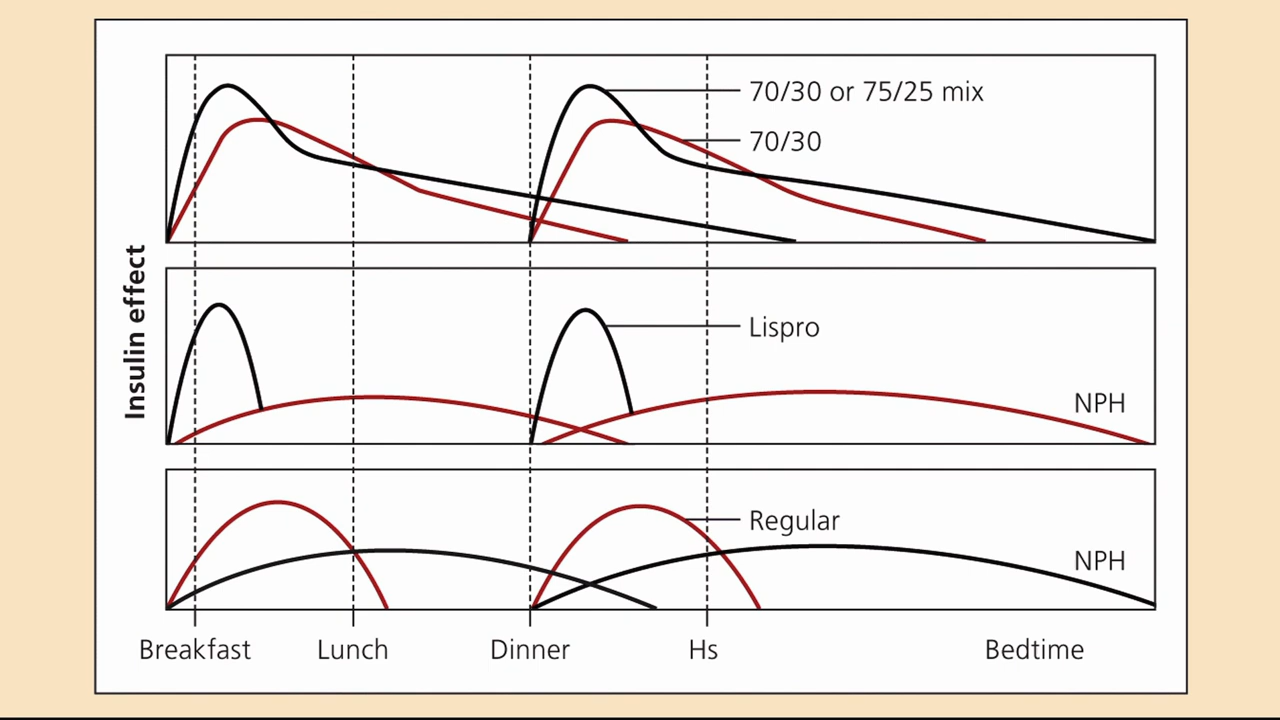 70/30 or 75/25 mix
70/30
Insulin effect
Lispro
NPH
Regular
NPH
Breakfast
Lunch
Dinner
Hs
Bedtime